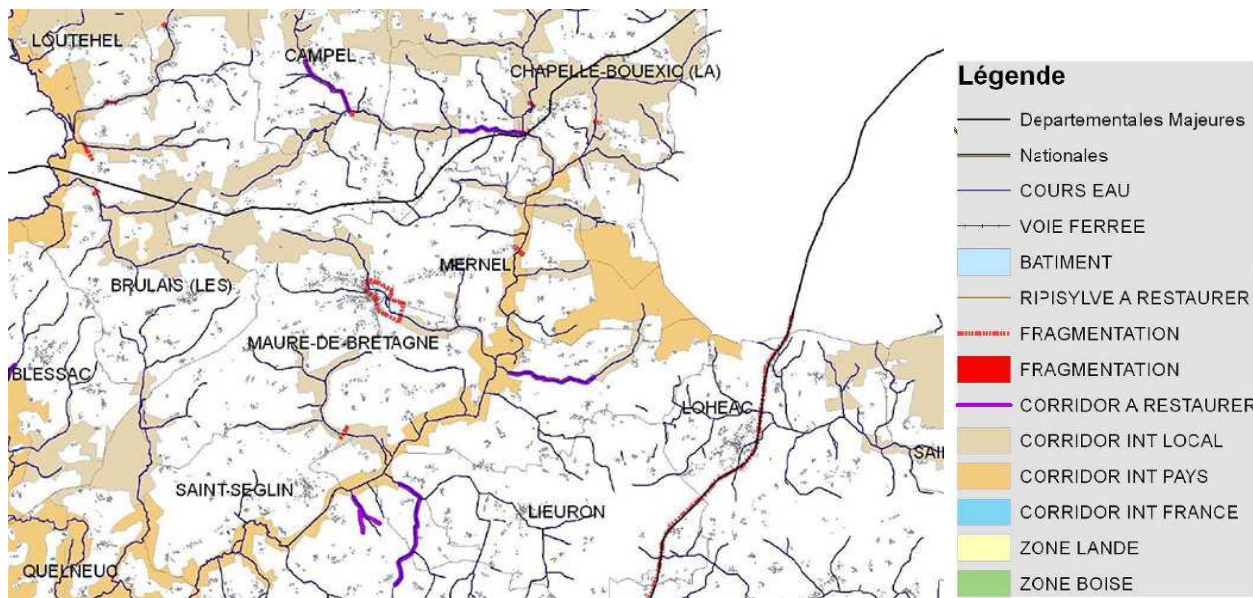 LOUTEHEL
CAMPEL
CHAPELLE-BOUEXIC (LA)
MERNEL
BRULAIS (LES)
MAURE-DE-BRETAGNE
BLESSAC
LOHEAC
SAI
SAINT-SEGLIN
LIEURON
QUELNEUC
Légende
Departementales Majeures
Nationales
COURS EAU
VOIE FERREE
BATIMENT
RIPISYLVE A RESTAURER
FRAGMENTATION
FRAGMENTATION
CORRIDOR A RESTAURER
CORRIDOR INT LOCAL
CORRIDOR INT PAYS
CORRIDOR INT FRANCE
ZONE LANDE
ZONE BOISE